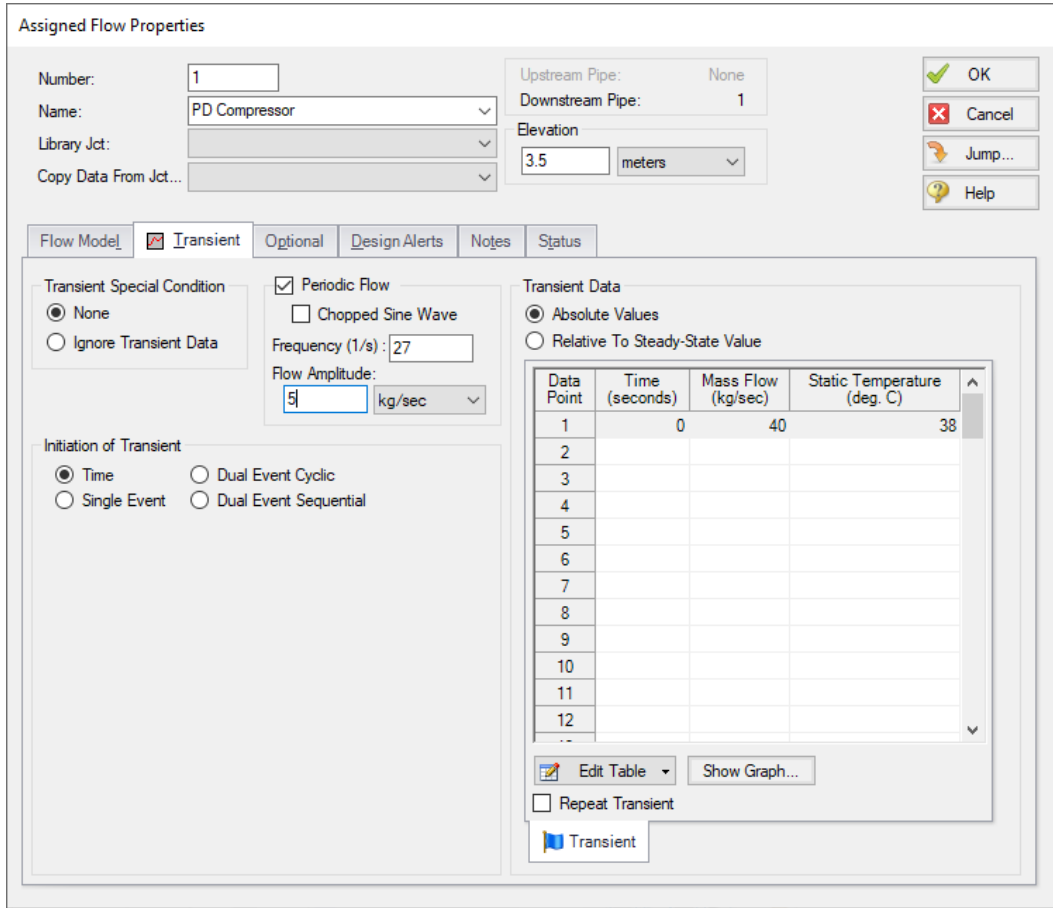 Assigned Flow Properties
Number: 1
Name: PD Compressor
Library Jct:
Copy Data From Jct...
Upstream Pipe: None
Downstream Pipe: 1
Elevation
3.5 meters
OK
Cancel
Jump...
Help
Flow Model Transient Optional Design Alerts Notes Status
Transient Special Condition
None
Ignore Transient Data
Periodic Flow
Chopped Sine Wave
Frequency (1/s) : 27
Flow Amplitude:
5 kg/sec
Initiation of Transient
Time Dual Event Cyclic
Single Event Dual Event Sequential
Transient Data
Absolute Values
Relative To Steady-State Value
Data Point Time (seconds) Mass Flow (kg/sec) Static Temperature (deg. C)
1 0 40 38
2
3
4
5
6
7
8
9
10
11
12
Edit Table Show Graph...
Repeat Transient
Transient